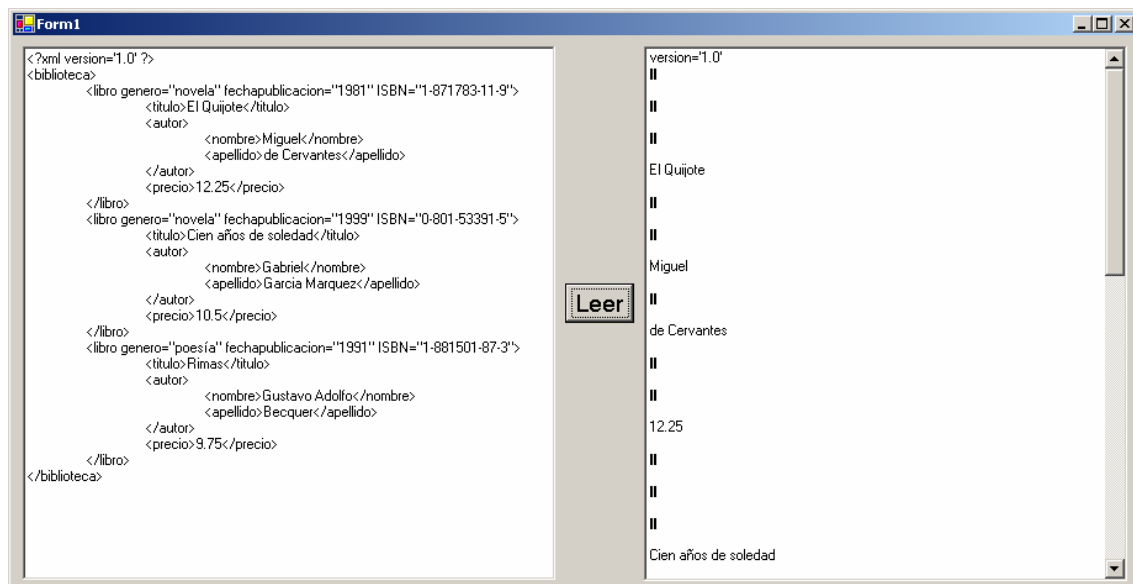 Form1
<?xml version='1.0' ?>
<biblioteca>
<libro genero="novela" fechapublicacion="1981" ISBN="1-871783-11-9">
<titulo>El Quijote</titulo>
<autor>
<nombre>Miguel</nombre>
<apellido>de Cervantes</apellido>
</autor>
<precio>12.25</precio>
</libro>
<libro genero="novela" fechapublicacion="1999" ISBN="0-801-53391-5">
<titulo>Cien años de soledad</titulo>
<autor>
<nombre>Gabriel</nombre>
<apellido>Garcia Marquez</apellido>
</autor>
<precio>10.5</precio>
</libro>
<libro genero="poesía" fechapublicacion="1991" ISBN="1-881501-87-3">
<titulo>Rimas</titulo>
<autor>
<nombre>Gustavo Adolfo</nombre>
<apellido>Becquer</apellido>
</autor>
<precio>9.75</precio>
</libro>
</biblioteca>
Leer
version='1.0'
El Quijote
Miguel
de Cervantes
12.25
Cien años de soledad